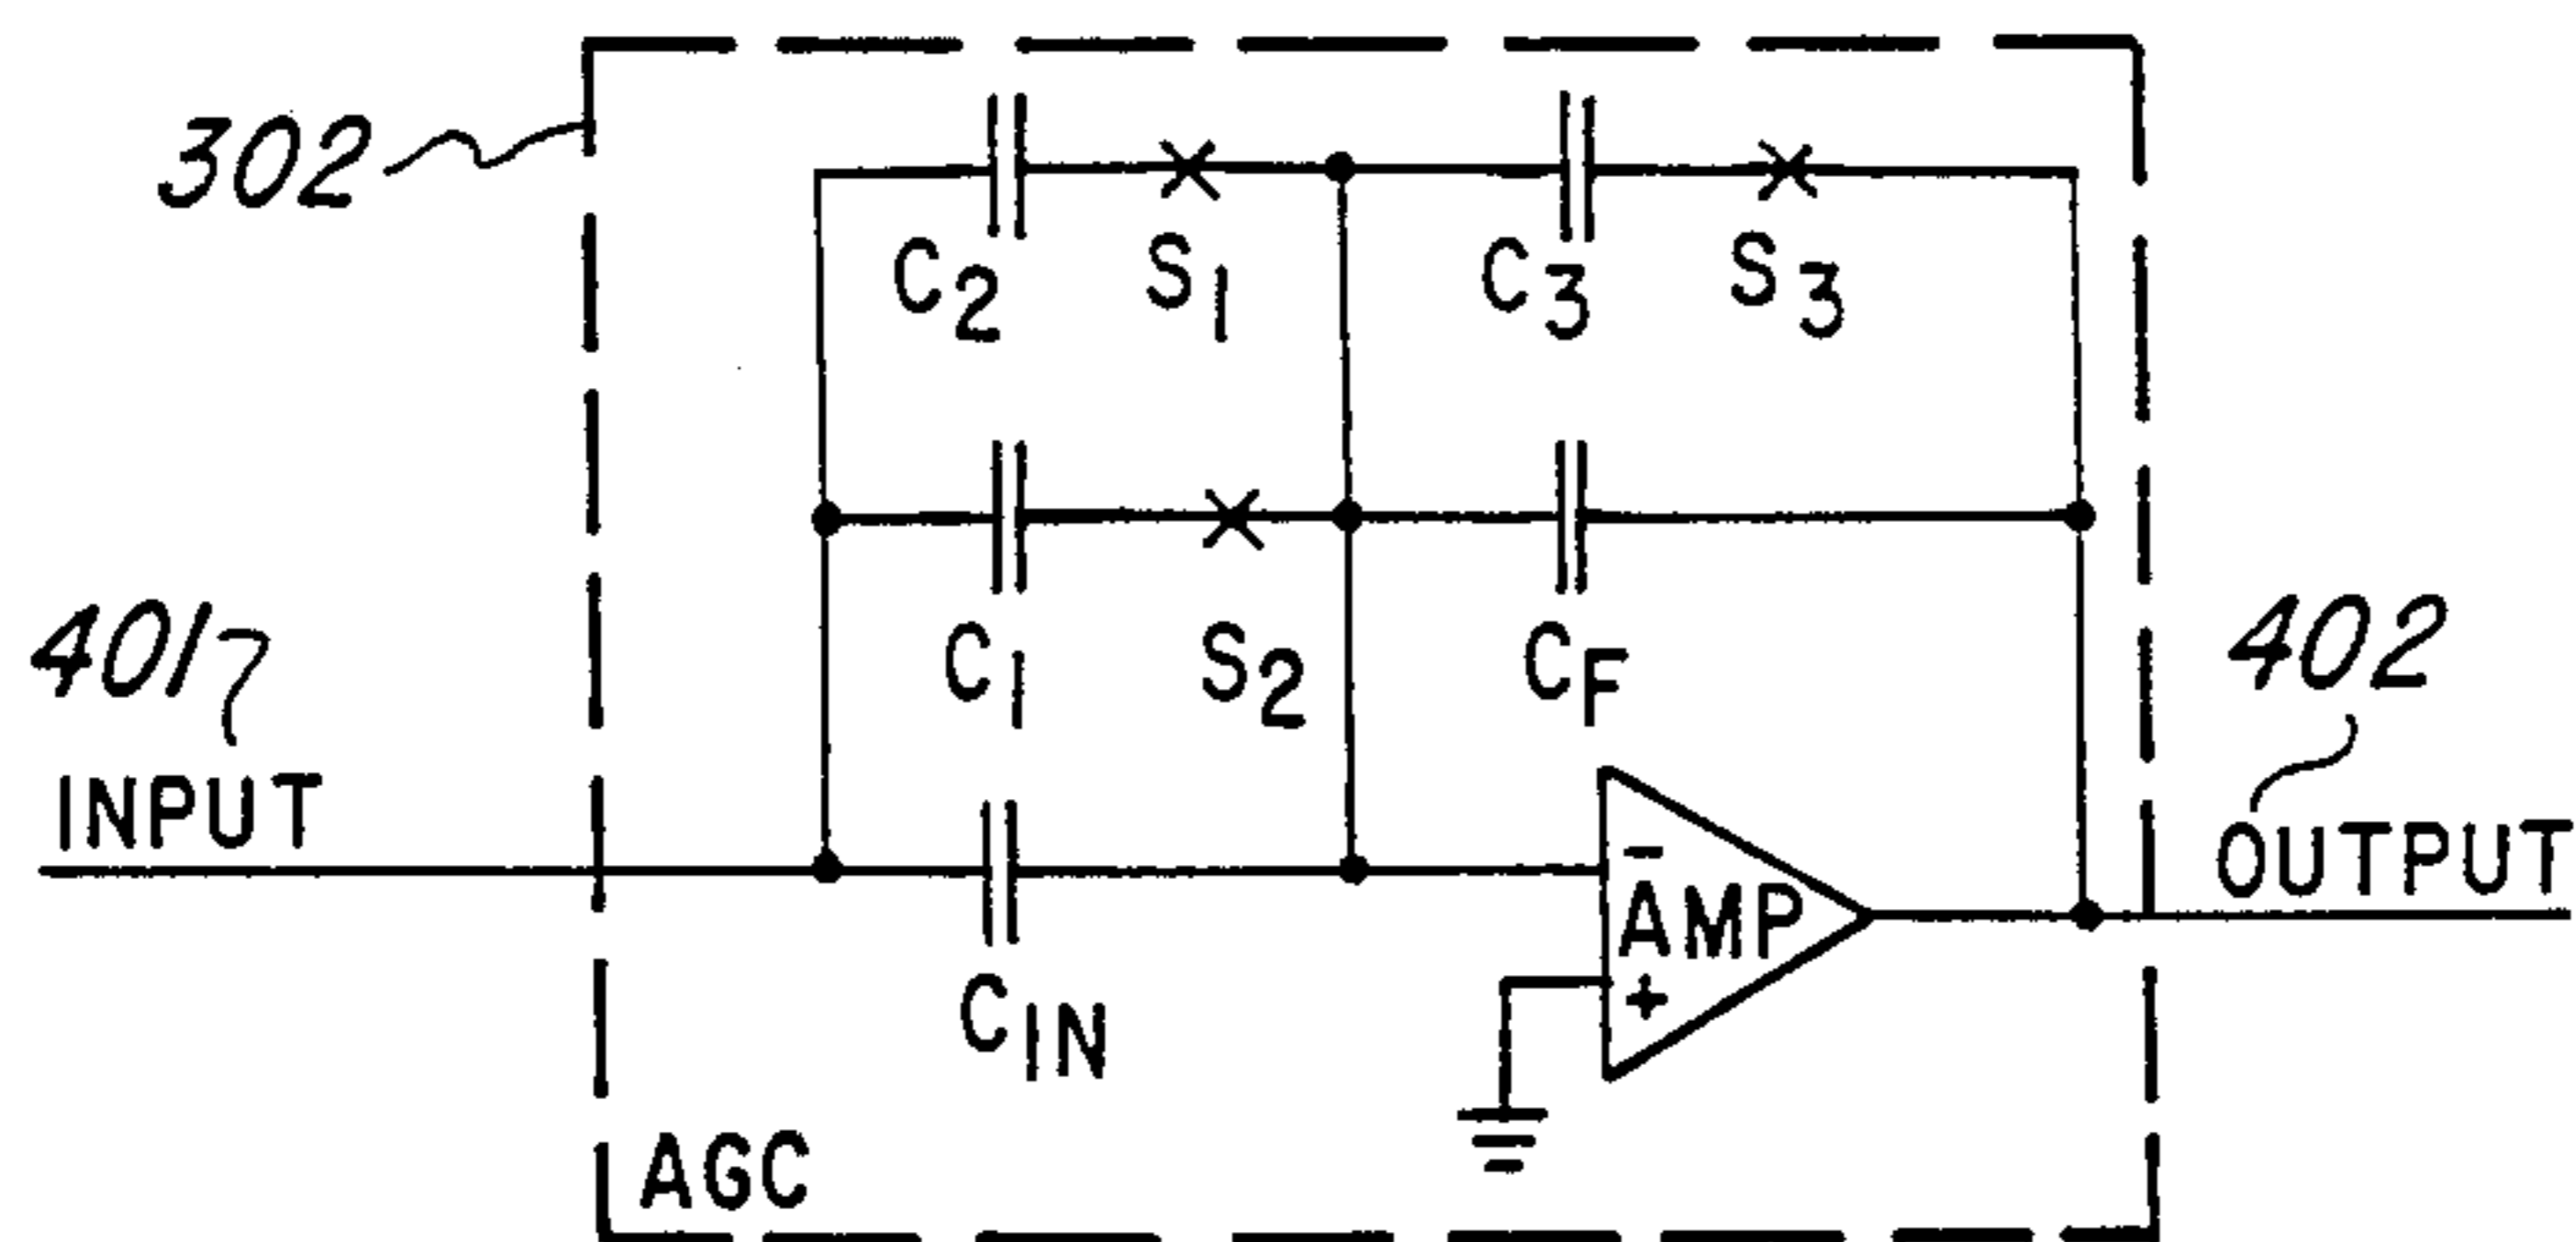 302
C2 S1 C3 S3
401
C1 S2 CF
402
INPUT
OUTPUT
- AMP +
CIN
AGC